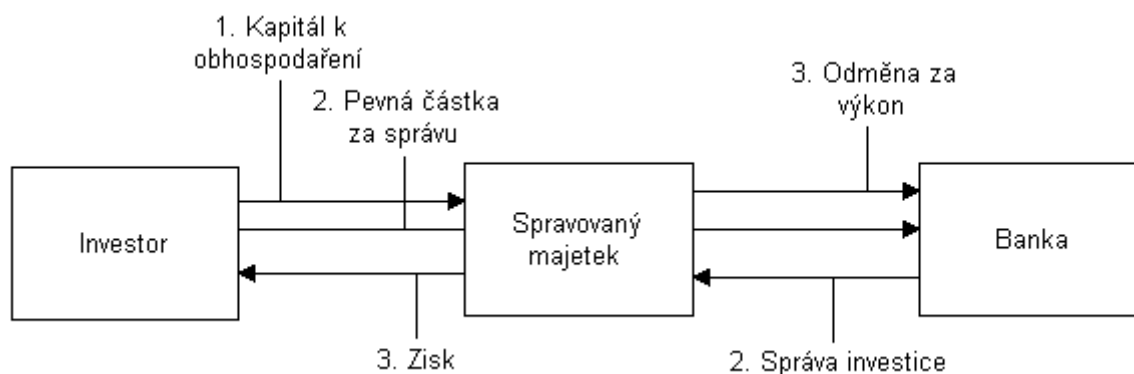 1. Kapitál k
obhospodaření
2. Pevná částka
za správu
3. Odměna za
výkon
Investor
Spravovaný
majetek
Banka
3. Zisk
2. Správa investice